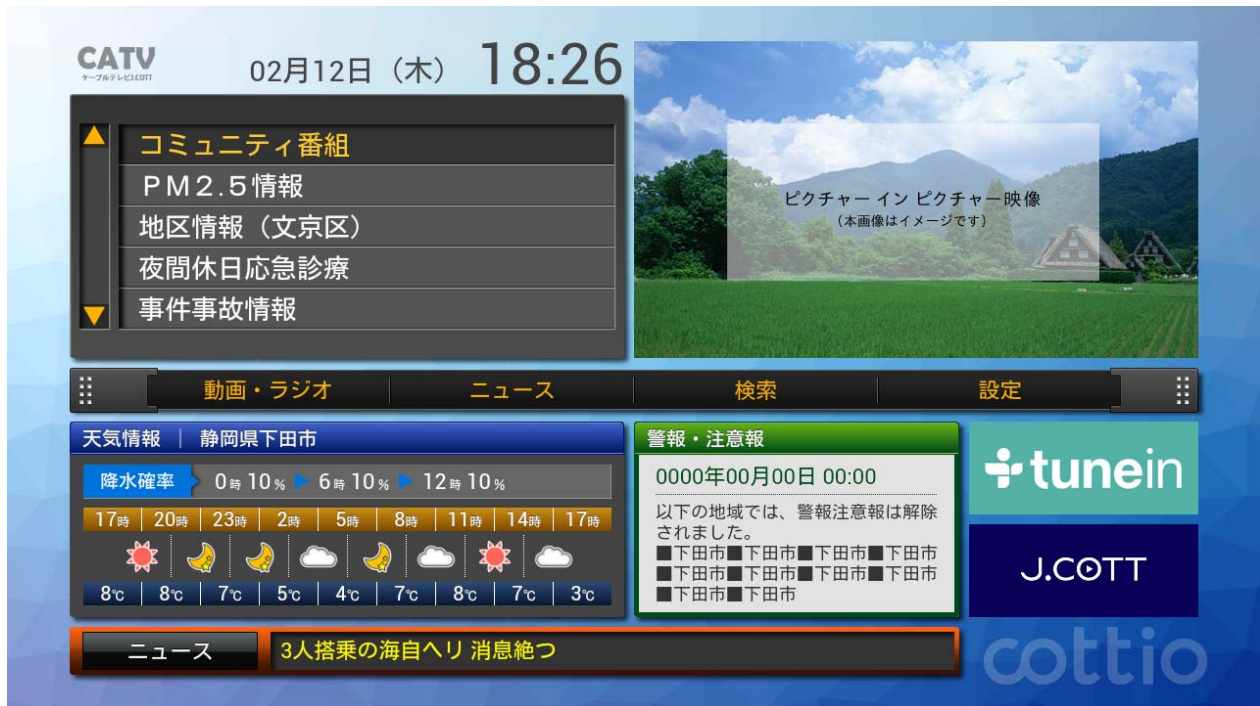 CATV
ケーブルテレビJ.COTT
02月12日（木） 18:26
コミュニティ番組
ＰＭ２.５情報
地区情報（文京区）
夜間休日応急診療
事件事故情報
ピクチャー イン ピクチャー映像
（本画像はイメージです）
動画・ラジオ ニュース 検索 設定
天気情報 | 静岡県下田市
降水確率 0時10% 6時10% 12時10%
17時 20時 23時 2時 5時 8時 11時 14時 17時
8℃ 8℃ 7℃ 5℃ 4℃ 7℃ 8℃ 7℃ 3℃
警報・注意報
0000年00月00日 00:00
以下の地域では、警報注意報は解除
されました。
■下田市■下田市■下田市■下田市
■下田市■下田市■下田市■下田市
■下田市■下田市
tunein
J.COTT
ニュース 3人搭乗の海自ヘリ 消息絶つ
cottio